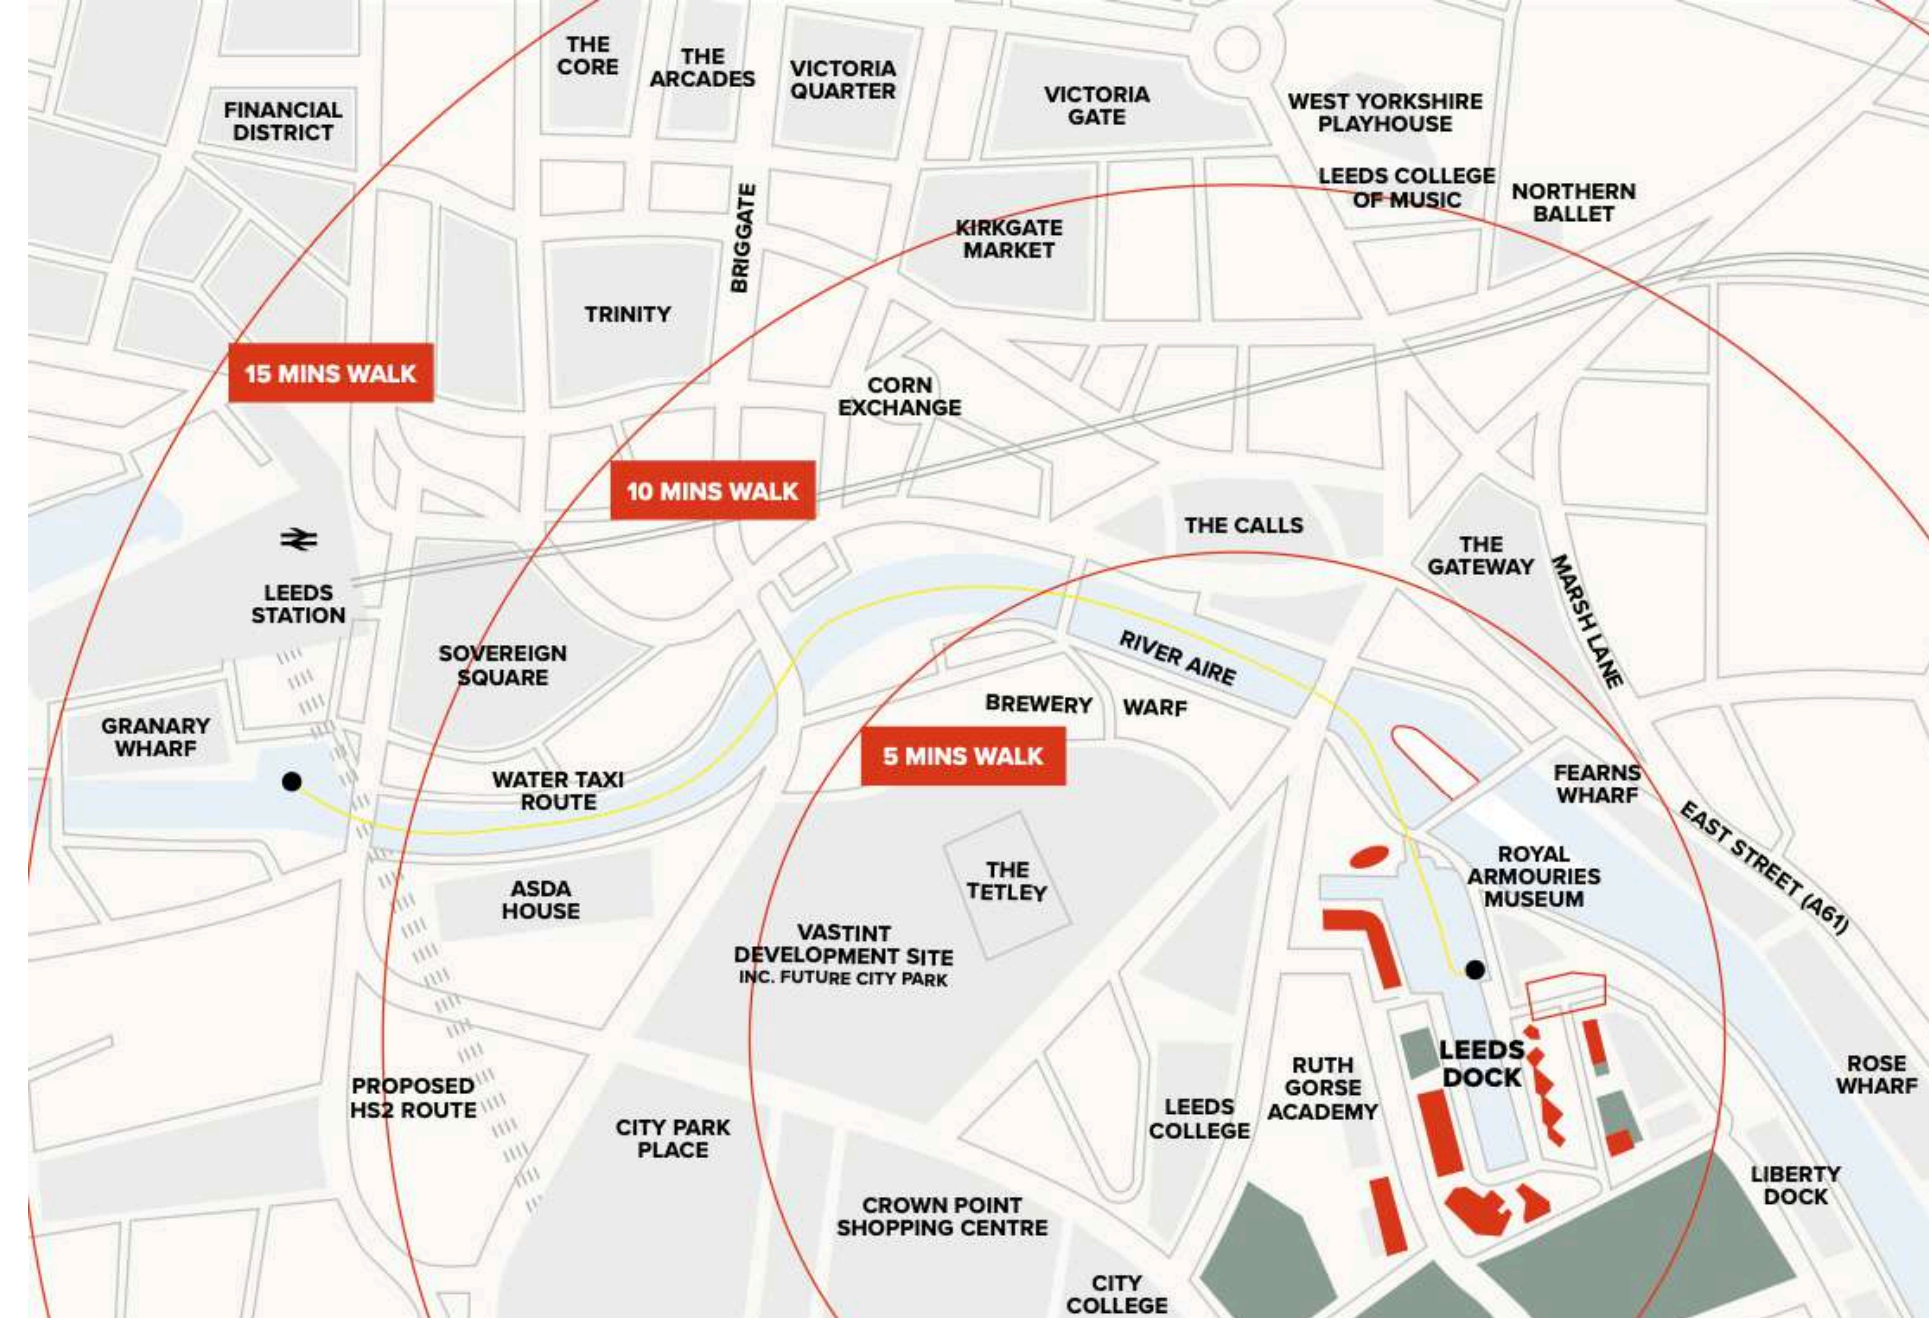 THE
CORE
THE
ARCADES
VICTORIA
QUARTER
VICTORIA
GATE
WEST YORKSHIRE
PLAYHOUSE
FINANCIAL
DISTRICT
LEEDS COLLEGE
OF MUSIC
NORTHERN
BALLET
BRIGGATE
KIRKGATE
MARKET
TRINITY
15 MINS WALK
CORN
EXCHANGE
10 MINS WALK
THE CALLS
THE
GATEWAY
MARSH LANE
LEEDS
STATION
SOVEREIGN
SQUARE
RIVER AIRE
BREWERY
WARF
GRANARY
WHARF
5 MINS WALK
WATER TAXI
ROUTE
FEARNS
WHARF
EAST STREET (A61)
ROYAL
ARMOURIES
MUSEUM
THE
TETLEY
ASDA
HOUSE
VASTINT
DEVELOPMENT SITE
INC. FUTURE CITY PARK
LEEDS
DOCK
ROSE
WHARF
RUTH
GORSE
ACADEMY
PROPOSED
HS2 ROUTE
LEEDS
COLLEGE
CITY PARK
PLACE
LIBERTY
DOCK
CROWN POINT
SHOPPING CENTRE
CITY
COLLEGE